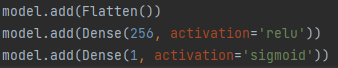 model.add(Flatten())
model.add(Dense(256, activation='relu'))
model.add(Dense(1, activation='sigmoid'))